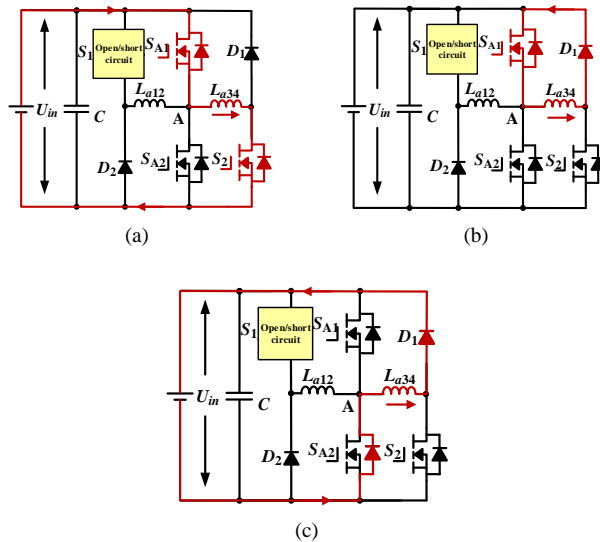 S1
Open/short
circuit
SA1
D1
Uin
C
La12
La34
A
D2
SA2
S2
(a)
S1
Open/short
circuit
SA1
D1
Uin
C
La12
La34
A
D2
SA2
S2
(b)
S1
Open/short
circuit
SA1
D1
Uin
C
La12
La34
A
D2
SA2
S2
(c)